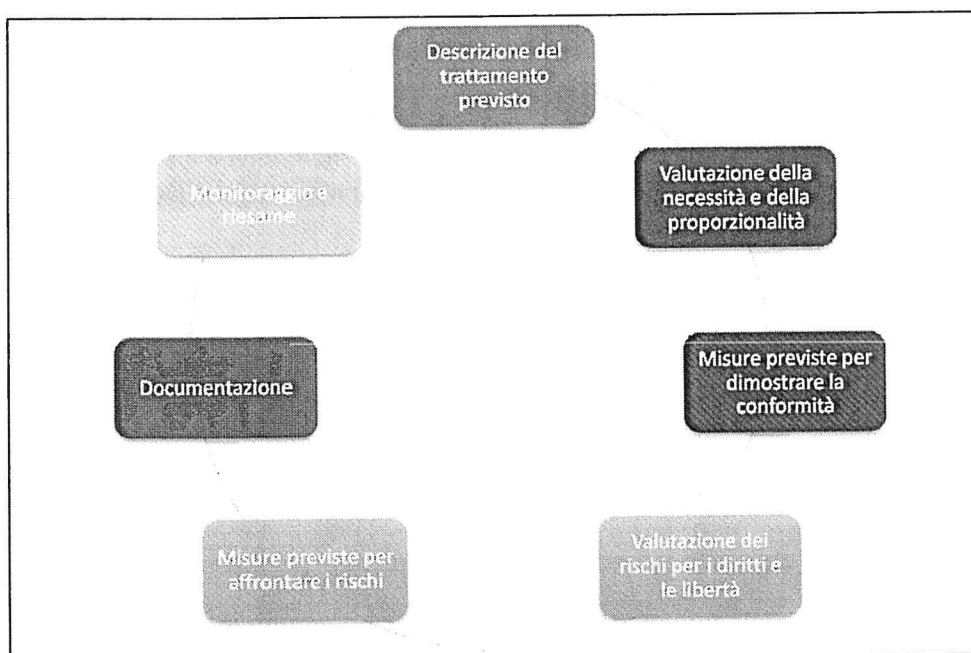 Descrizione del
trattamento
previsto
Valutazione della
necessità e della
proporzionalità
Misure previste per
dimostrare la
conformità
Valutazione dei
rischi per i diritti e
le libertà
Misure previste per
affrontare i rischi
Documentazione
Monitoraggio e
riesame